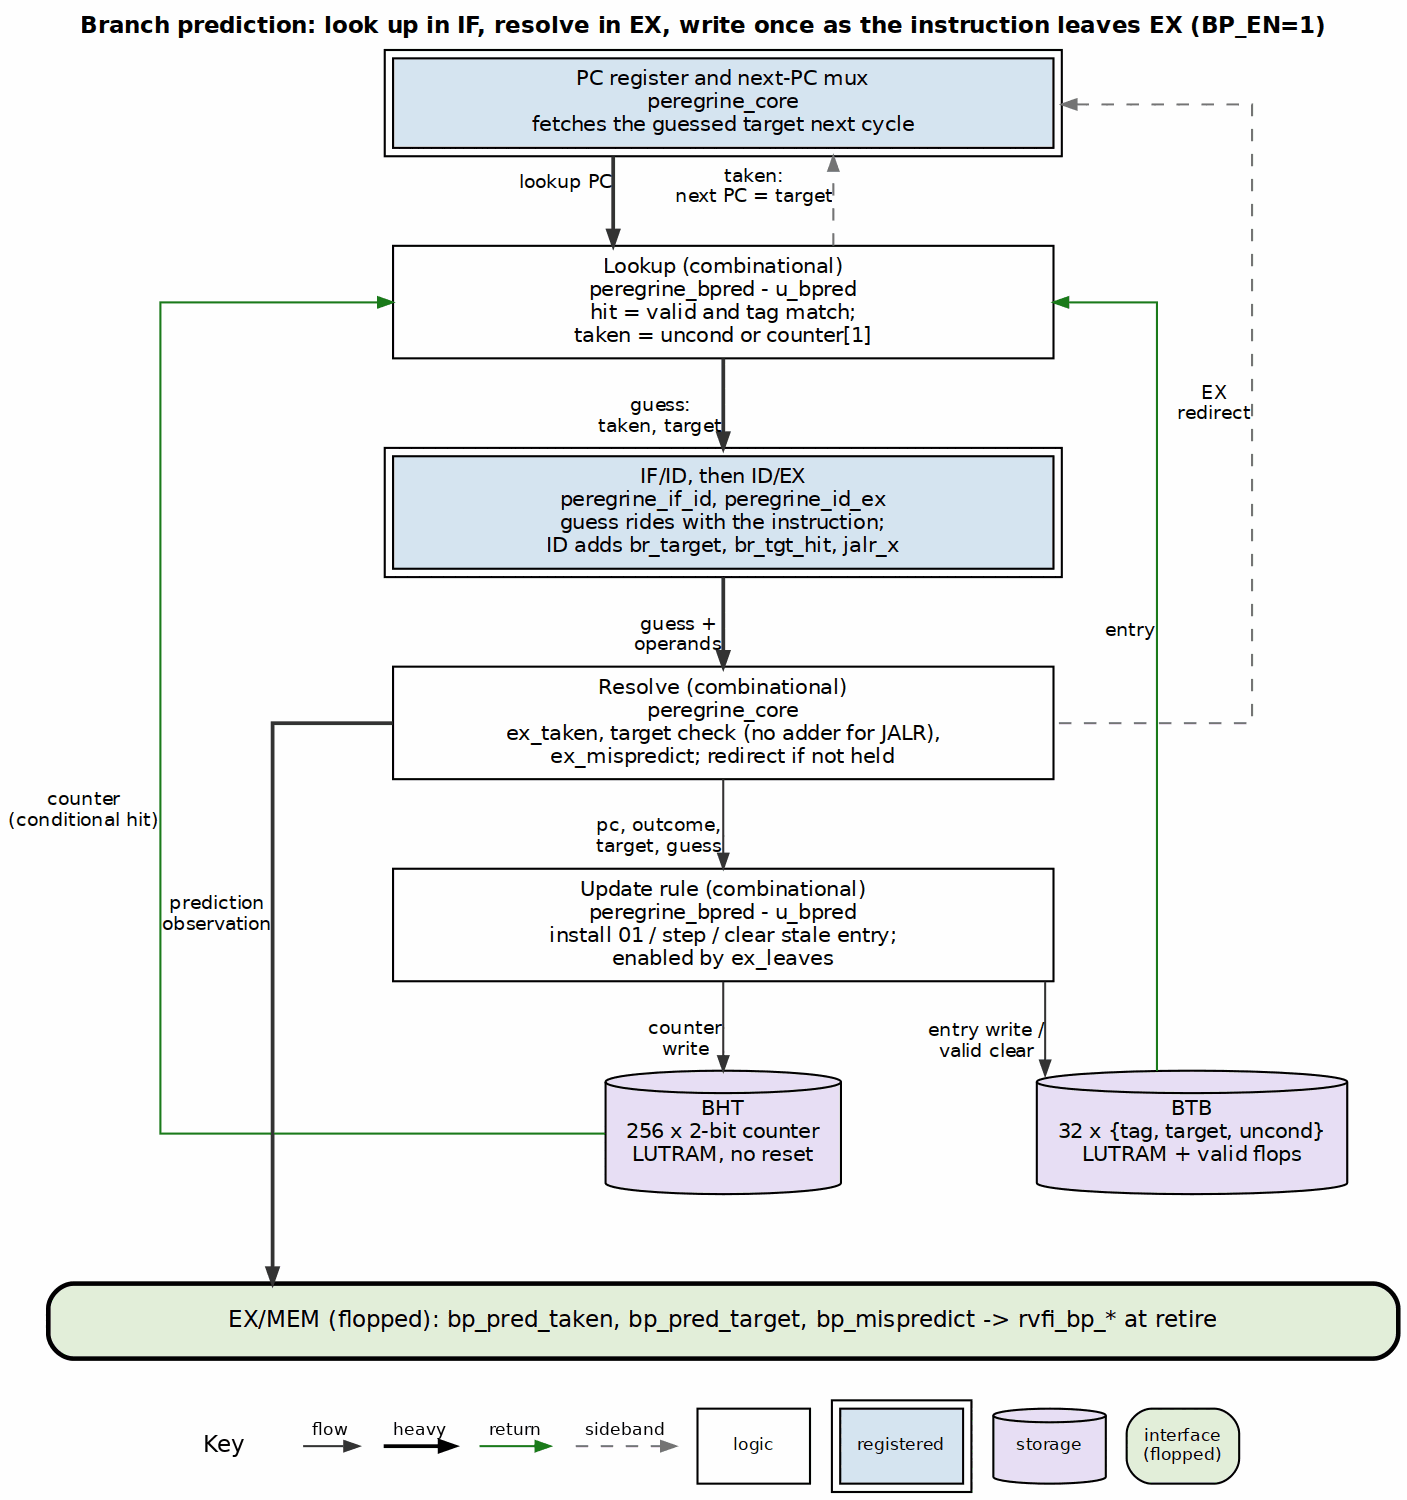 Branch prediction: look up in IF, resolve in EX, write once as the instruction leaves EX (BP_EN=1)
PC register and next-PC mux
peregrine_core
fetches the guessed target next cycle
lookup PC
taken:
next PC = target
Lookup (combinational)
peregrine_bpred - u_bpred
hit = valid and tag match;
taken = uncond or counter[1]
guess:
taken, target
EX
redirect
IF/ID, then ID/EX
peregrine_if_id, peregrine_id_ex
guess rides with the instruction;
ID adds br_target, br_tgt_hit, jalr_x
guess +
operands
entry
Resolve (combinational)
peregrine_core
ex_taken, target check (no adder for JALR),
ex_mispredict; redirect if not held
counter
(conditional hit)
pc, outcome,
target, guess
prediction
observation
Update rule (combinational)
peregrine_bpred - u_bpred
install 01 / step / clear stale entry;
enabled by ex_leaves
counter
write
entry write /
valid clear
BHT
256 x 2-bit counter
LUTRAM, no reset
BTB
32 x {tag, target, uncond}
LUTRAM + valid flops
EX/MEM (flopped): bp_pred_taken, bp_pred_target, bp_mispredict -> rvfi_bp_* at retire
Key
flow
heavy
return
sideband
logic
registered
storage
interface
(flopped)